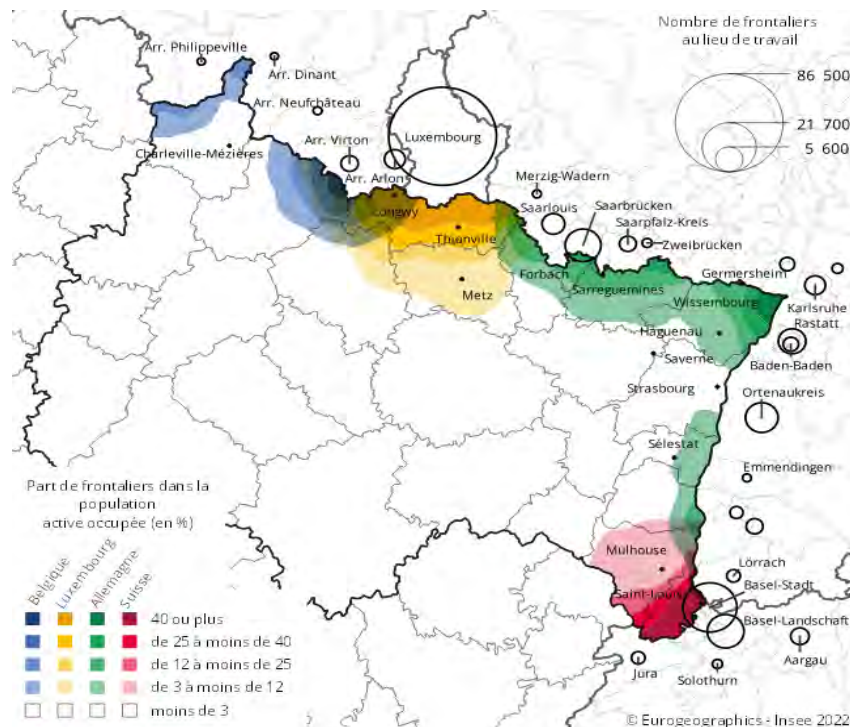 Nombre de frontaliers
au lieu de travail
86 500
21 700
5 600
Arr. Philippeville
Arr. Dinant
Arr. Neufchâteau
Arr. Virton
Luxembourg
Charleville-Mézières
Arr. Arlon
Merzig-Wadern
Saarbrücken
Saarlouis
Saarpfalz-Kreis
Zweibrücken
Longwy
Thionville
Forbach
Germersheim
Metz
Sarreguemines
Wissembourg
Karlsruhe
Rastatt
Haguenau
Saverne
Baden-Baden
Strasbourg
Ortenaukreis
Sélestat
Emmendingen
Part de frontaliers dans la
population
active occupée (en %)
Mulhouse
Lörrach
Basel-Stadt
Saint-Louis
Basel-Landschaft
Aargau
Jura
Solothurn
Belgique
Luxembourg
Allemagne
Suisse
40 ou plus
de 25 à moins de 40
de 12 à moins de 25
de 3 à moins de 12
moins de 3
© Eurogeographics - Insee 2022